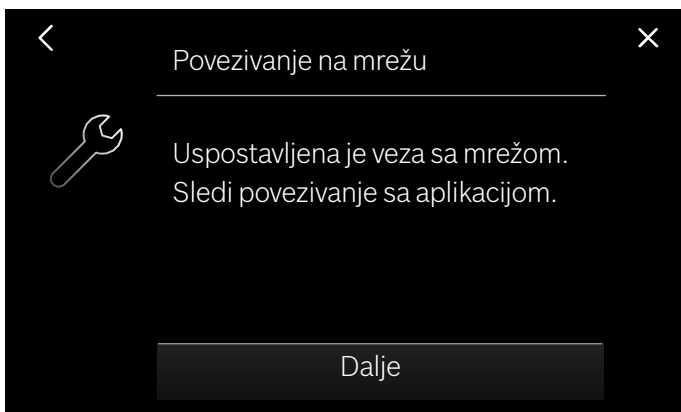 Povezivanje na mrežu
Uspostavljena je veza sa mrežom.
Sledi povezivanje sa aplikacijom.
Dalje